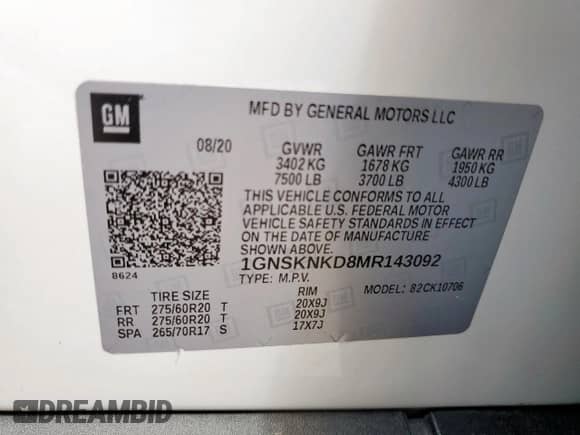 GM
MFD BY GENERAL MOTORS LLC
08/20 GVWR GAWR FRT GAWR RR
3402 KG 1678 KG 1950 KG
7500 LB 3700 LB 4300 LB
THIS VEHICLE CONFORMS TO ALL
APPLICABLE U.S. FEDERAL MOTOR
VEHICLE SAFETY STANDARDS IN EFFECT
ON THE DATE OF MANUFACTURE
SHOWN ABOVE.
8624
1GNSKNKD8MR143092
TYPE: M.P.V. MODEL: 82CK10706
TIRE SIZE RIM
FRT 275/60R20 T 20X9J
RR 275/60R20 T 20X9J
SPA 265/70R17 S 17X7J
DREAMBID